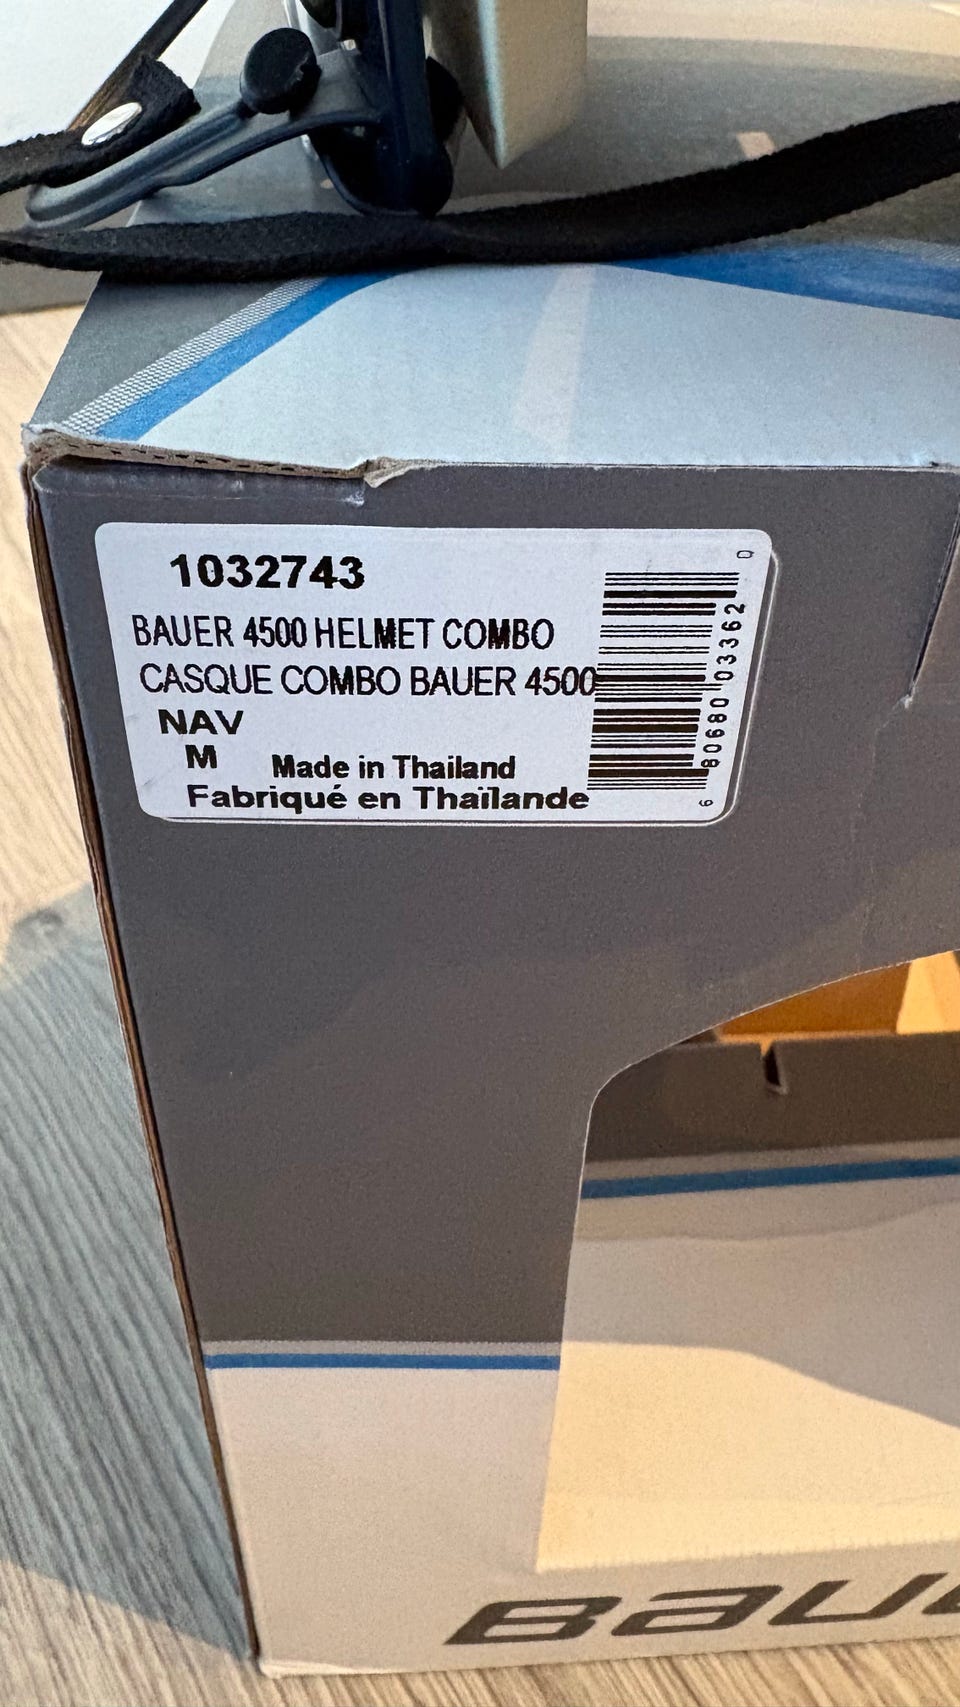 1032743
BAUER 4500 HELMET COMBO
CASQUE COMBO BAUER 4500
NAV
M
Made in Thailand
Fabriqué en Thaïlande
6 80680 03362 0
BAU